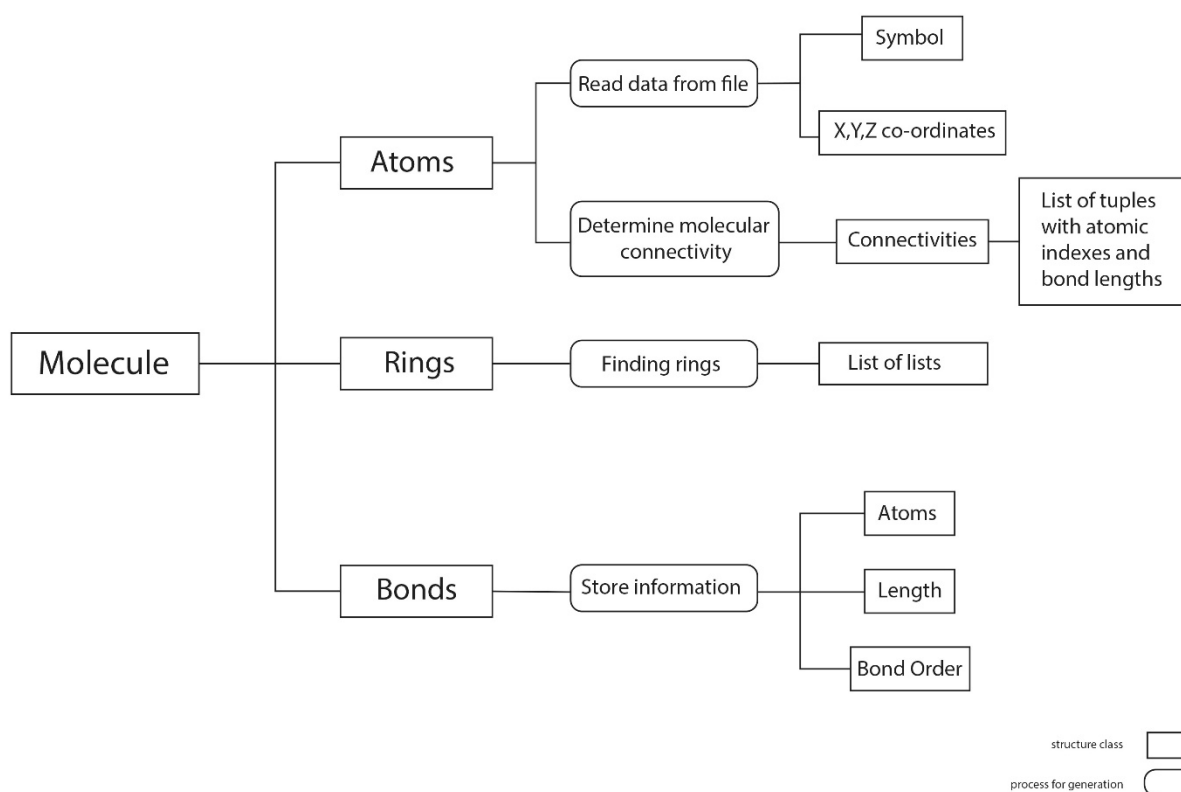 Symbol
Read data from file
X,Y,Z co-ordinates
Atoms
List of tuples
with atomic
indexes and
bond lengths
Determine molecular
connectivity
Connectivities
Molecule
Rings
Finding rings
List of lists
Atoms
Bonds
Store information
Length
Bond Order
structure class
process for generation